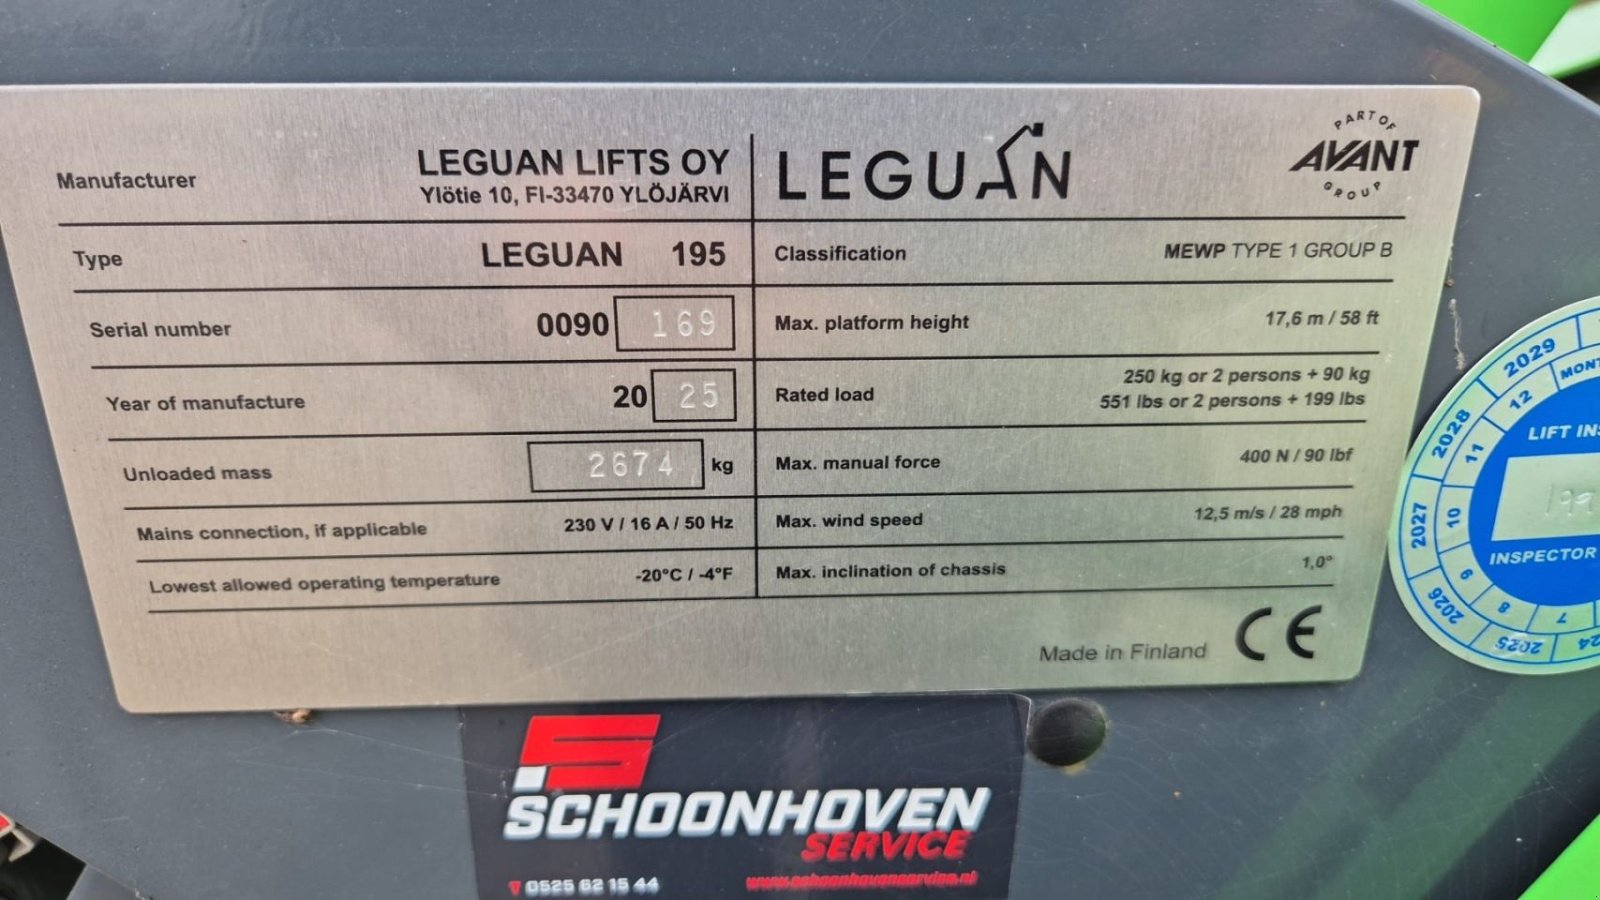 Manufacturer LEGUAN LIFTS OY
Ylötie 10, FI-33470 YLÖJÄRVI
Type LEGUAN 195
Serial number 0090 169
Year of manufacture 20 25
Unloaded mass 2674 kg
Mains connection, if applicable 230 V / 16 A / 50 Hz
Lowest allowed operating temperature -20°C / -4°F
LEGUAN
PART OF
AVANT
GROUP
Classification MEWP TYPE 1 GROUP B
Max. platform height 17,6 m / 58 ft
Rated load 250 kg or 2 persons + 90 kg
551 lbs or 2 persons + 199 lbs
Max. manual force 400 N / 90 lbf
Max. wind speed 12,5 m/s / 28 mph
Max. inclination of chassis 1,0°
Made in Finland CE
2029
2028
2027
2026
2025
12
11
10
9
8
7
LIFT
INSPECTOR
SCHOONHOVEN
SERVICE
T 0525 62 15 44
www.schoonhovenservice.nl